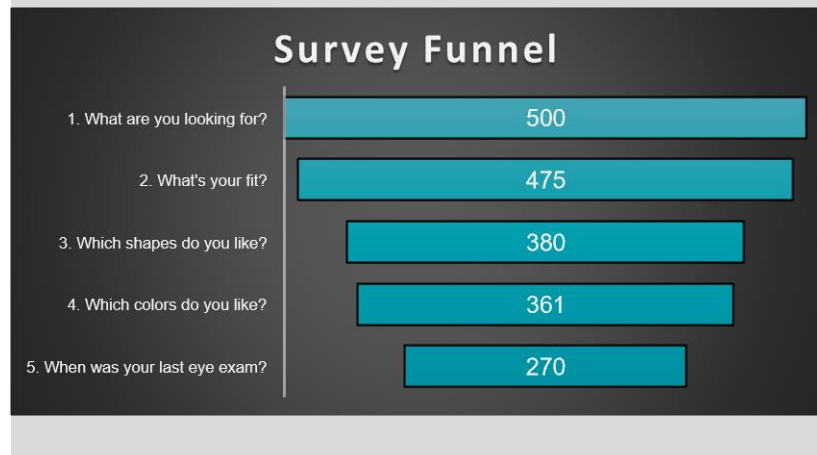 Survey Funnel
1. What are you looking for?
500
2. What's your fit?
475
3. Which shapes do you like?
380
4. Which colors do you like?
361
5. When was your last eye exam?
270